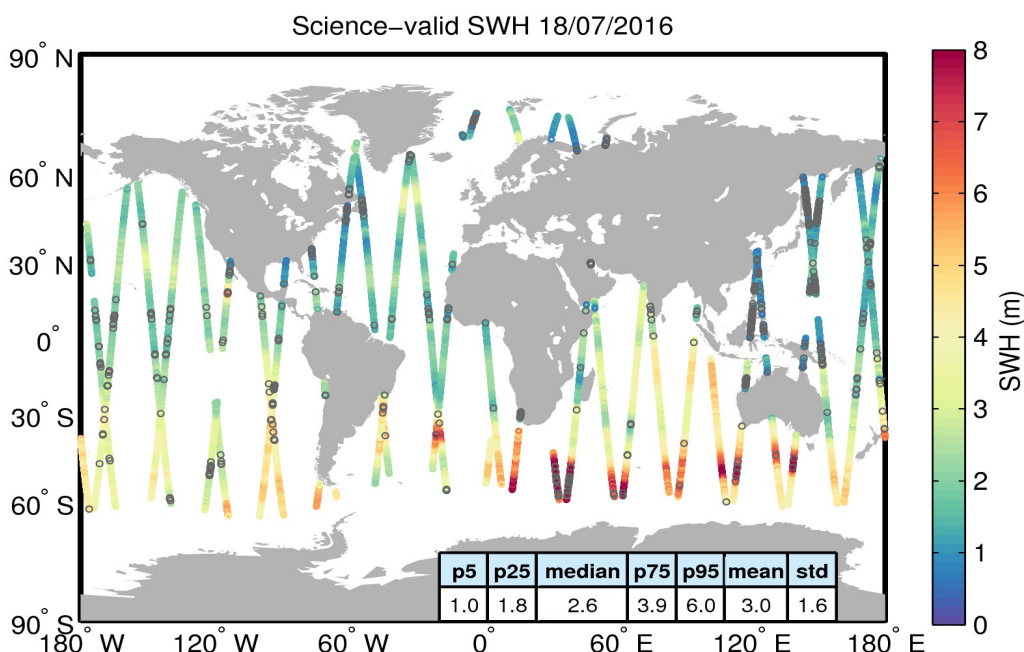 Science−valid SWH 18/07/2016
90° N
60° N
30° N
0°
30° S
60° S
90° S
180° W
120° W
60° W
0°
60° E
120° E
180° E
p5 p25 median p75 p95 mean std
1.0 1.8 2.6 3.9 6.0 3.0 1.6
8
7
6
5
4
3
2
1
0
SWH (m)